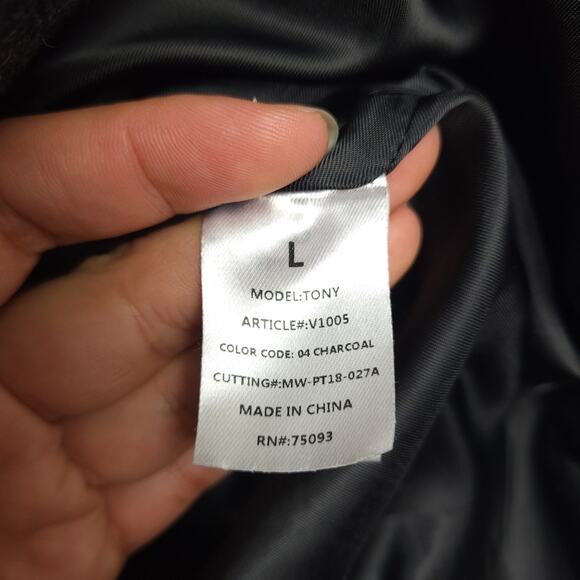 L
MODEL:TONY
ARTICLE#:V1005
COLOR CODE: 04 CHARCOAL
CUTTING#:MW-PT18-027A
MADE IN CHINA
RN#:75093